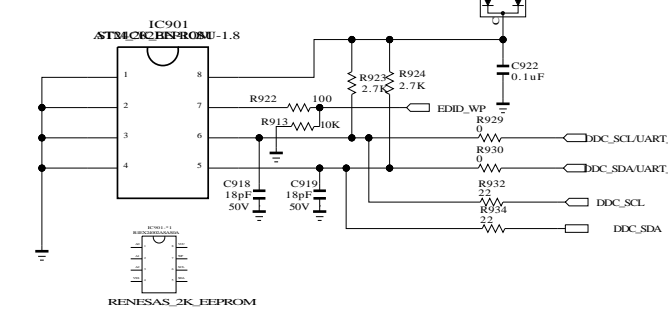 C
IC901
1
2
3
4
8
7
6
5
R922
100
R913
10K
R923
2.7K
R924
2.7K
C922
0.1uF
EDID_WP
R929
0
DDC_SCL/UART_
R930
0
DDC_SDA/UART_
C918
18pF
50V
C919
18pF
50V
R932
22
DDC_SCL
R934
22
DDC_SDA
IC901-*1
RENESAS_2K_EEPROM